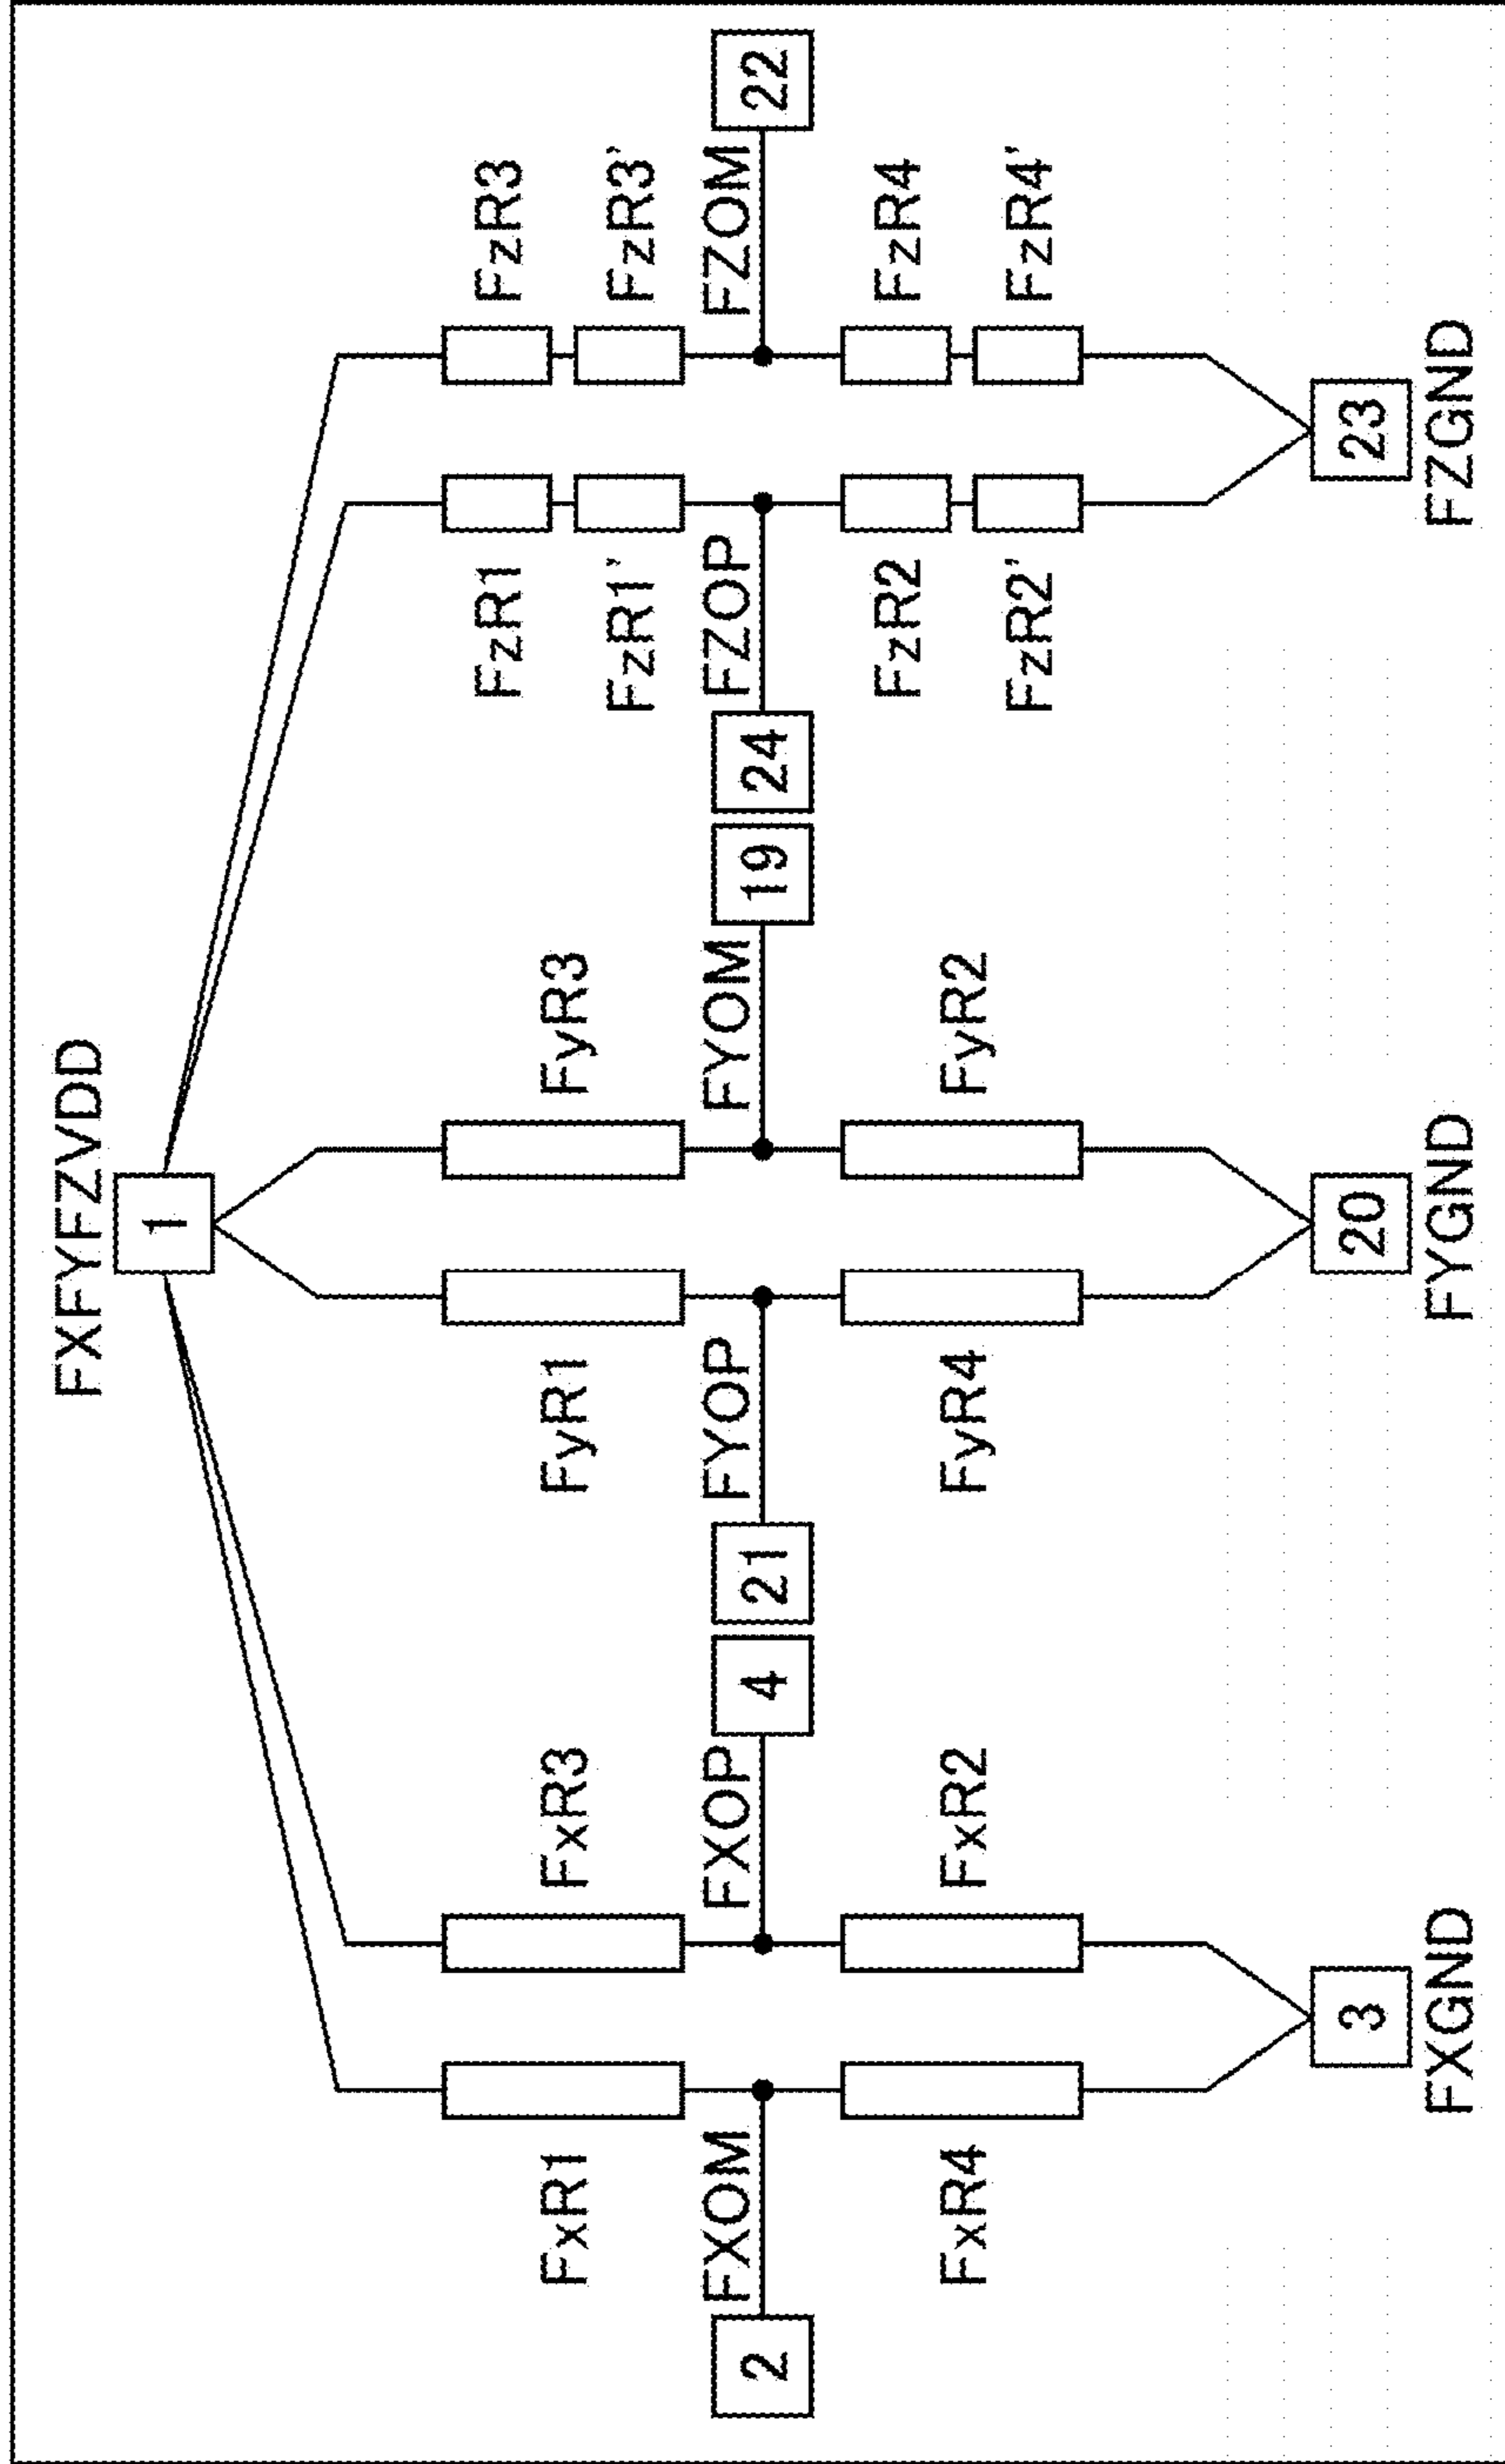 FXFYFZVDD
1
FxR1
FxR3
FyR1
FyR3
FzR1
FzR3
FzR1'
FzR3'
2
FXOM
FXOP
4
21
FYOP
FYOM
19
24
FZOP
FZOM
22
FxR4
FxR2
FyR4
FyR2
FzR2
FzR4
FzR2'
FzR4'
3
20
23
FXGND
FYGND
FZGND